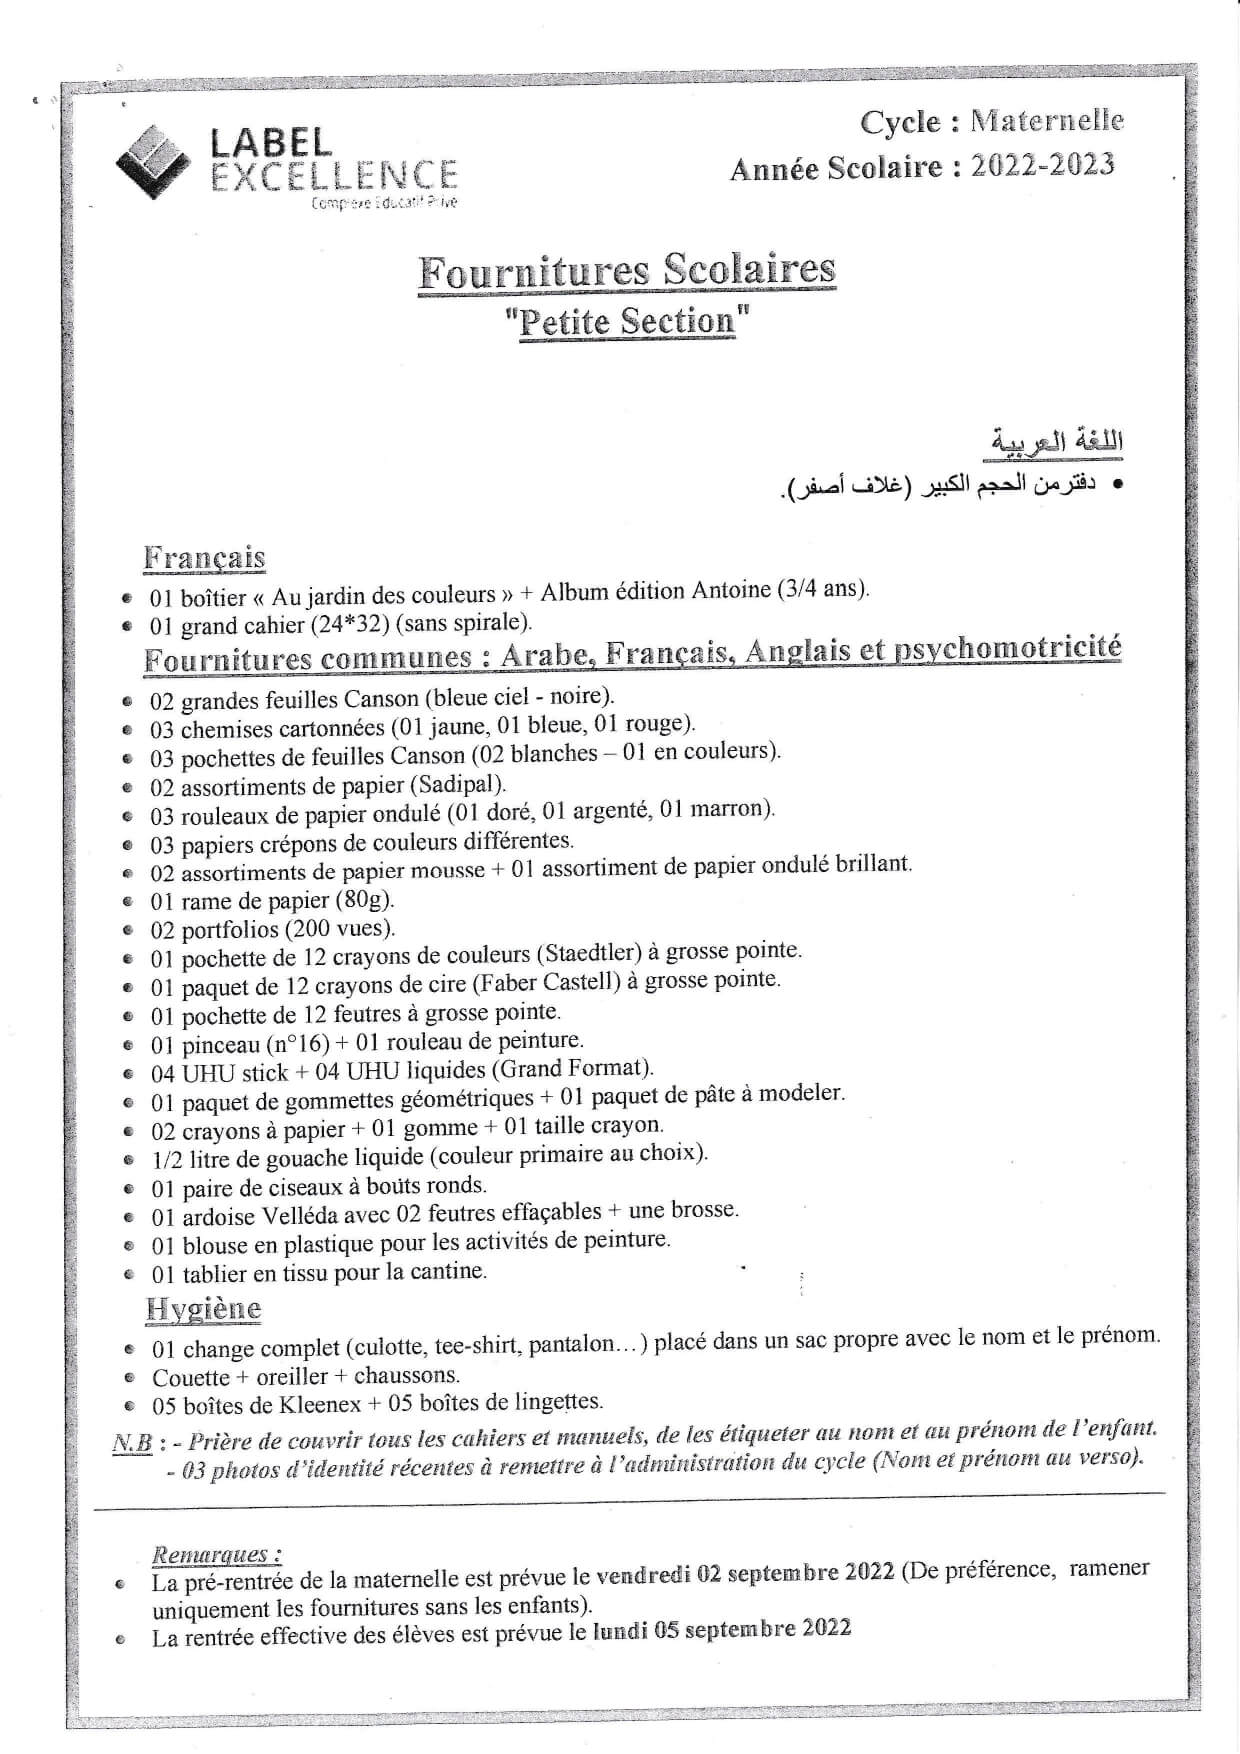 LABEL
EXCELLENCE
Complexe Educatif Privé
Cycle : Maternelle
Année Scolaire : 2022-2023
Fournitures Scolaires
"Petite Section"
اللغة العربية
• دفتر من الحجم الكبير (غلاف أصفر).
Français
• 01 boîtier « Au jardin des couleurs » + Album édition Antoine (3/4 ans).
• 01 grand cahier (24*32) (sans spirale).
Fournitures communes : Arabe, Français, Anglais et psychomotricité
• 02 grandes feuilles Canson (bleue ciel - noire).
• 03 chemises cartonnées (01 jaune, 01 bleue, 01 rouge).
• 03 pochettes de feuilles Canson (02 blanches – 01 en couleurs).
• 02 assortiments de papier (Sadipal).
• 03 rouleaux de papier ondulé (01 doré, 01 argenté, 01 marron).
• 03 papiers crépons de couleurs différentes.
• 02 assortiments de papier mousse + 01 assortiment de papier ondulé brillant.
• 01 rame de papier (80g).
• 02 portfolios (200 vues).
• 01 pochette de 12 crayons de couleurs (Staedtler) à grosse pointe.
• 01 paquet de 12 crayons de cire (Faber Castell) à grosse pointe.
• 01 pochette de 12 feutres à grosse pointe.
• 01 pinceau (n°16) + 01 rouleau de peinture.
• 04 UHU stick + 04 UHU liquides (Grand Format).
• 01 paquet de gommettes géométriques + 01 paquet de pâte à modeler.
• 02 crayons à papier + 01 gomme + 01 taille crayon.
• 1/2 litre de gouache liquide (couleur primaire au choix).
• 01 paire de ciseaux à bouts ronds.
• 01 ardoise Velléda avec 02 feutres effaçables + une brosse.
• 01 blouse en plastique pour les activités de peinture.
• 01 tablier en tissu pour la cantine.
Hygiène
• 01 change complet (culotte, tee-shirt, pantalon…) placé dans un sac propre avec le nom et le prénom.
• Couette + oreiller + chaussons.
• 05 boîtes de Kleenex + 05 boîtes de lingettes.
N.B : - Prière de couvrir tous les cahiers et manuels, de les étiqueter au nom et au prénom de l'enfant.
- 03 photos d'identité récentes à remettre à l'administration du cycle (Nom et prénom au verso).
Remarques :
• La pré-rentrée de la maternelle est prévue le vendredi 02 septembre 2022 (De préférence, ramener
uniquement les fournitures sans les enfants).
• La rentrée effective des élèves est prévue le lundi 05 septembre 2022